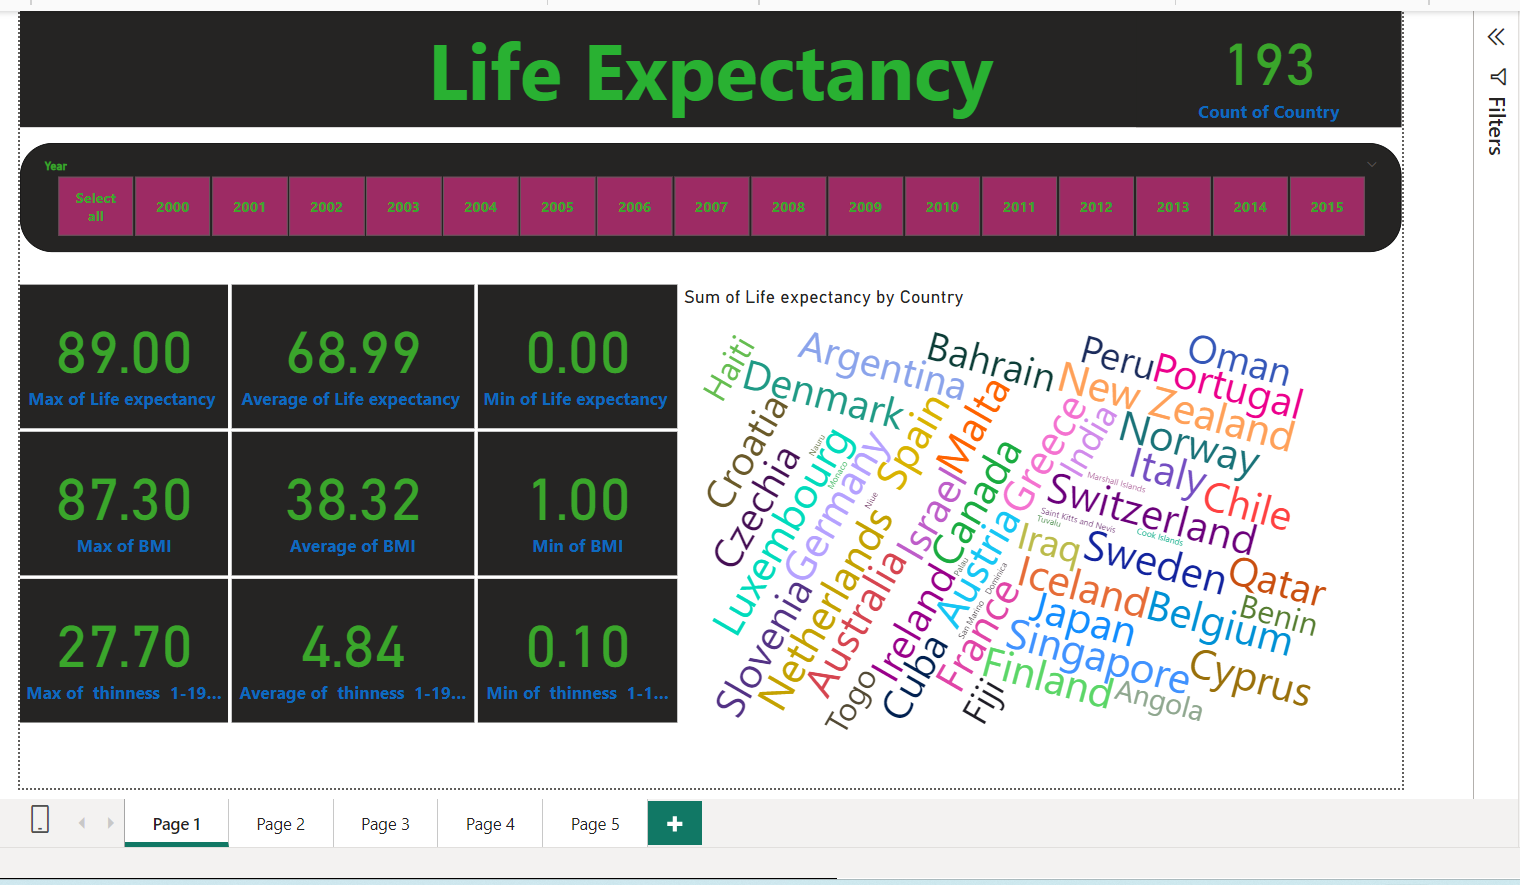 Life Expectancy
193
Count of Country
Filters
Year
Select all
2000
2001
2002
2003
2004
2005
2006
2007
2008
2009
2010
2011
2012
2013
2014
2015
89.00
Max of Life expectancy
68.99
Average of Life expectancy
0.00
Min of Life expectancy
87.30
Max of BMI
38.32
Average of BMI
1.00
Min of BMI
27.70
Max of thinness 1-19...
4.84
Average of thinness 1-19...
0.10
Min of thinness 1-1...
Sum of Life expectancy by Country
Haiti
Argentina
Bahrain
Peru
Oman
Denmark
Portugal
New Zealand
Croatia
Spain
Malta
Greece
India
Norway
Czechia
Nauru
Luxembourg
Monaco
Germany
Niue
Israel
Canada
Italy
Marshall Islands
Chile
Switzerland
Saint Kitts and Nevis
Tuvalu
Cook Islands
Slovenia
Netherlands
Australia
Ireland
Palau
Austria
Dominica
Iraq
Sweden
Qatar
San Marino
France
Iceland
Belgium
Benin
Japan
Singapore
Togo
Cuba
Fiji
Finland
Angola
Cyprus
Page 1
Page 2
Page 3
Page 4
Page 5